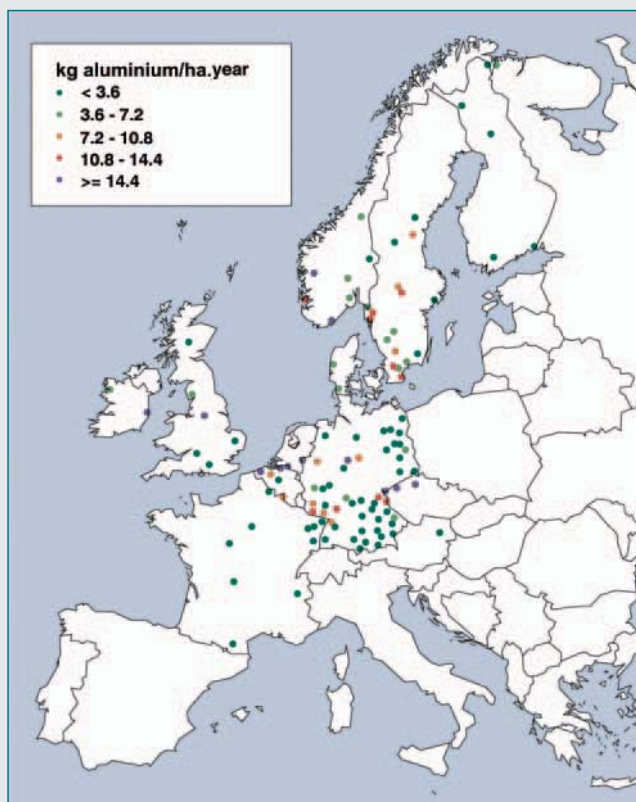 kg aluminium/ha.year
< 3.6
3.6 - 7.2
7.2 - 10.8
10.8 - 14.4
>= 14.4